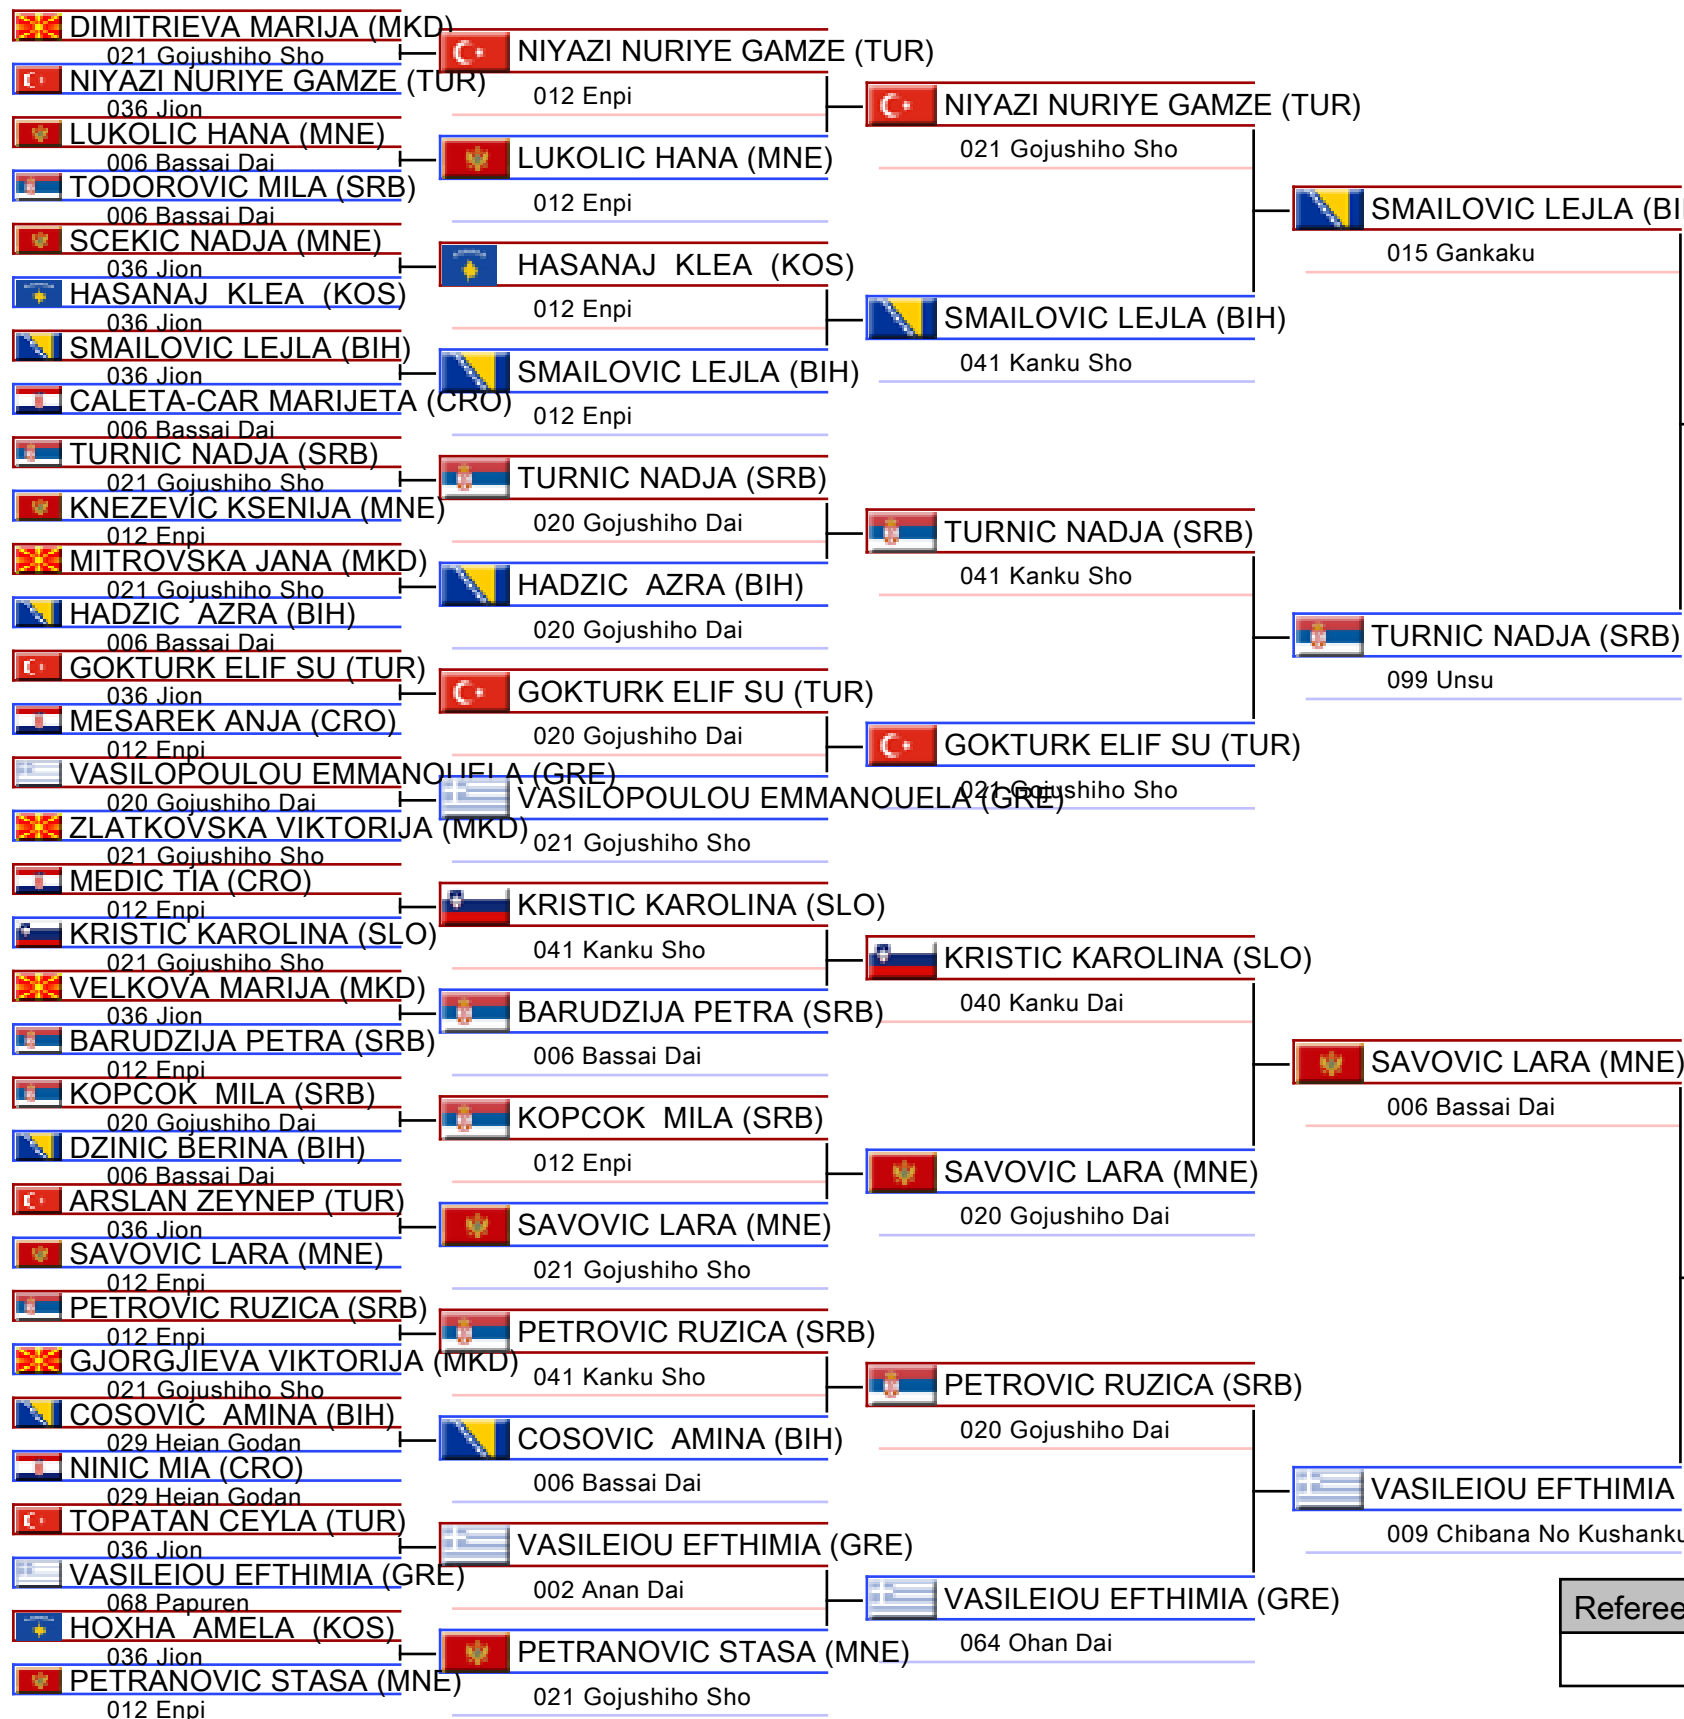 DIMITRIEVA MARIJA (MKD)
021 Gojushiho Sho
NIYAZI NURIYE GAMZE (TUR)
036 Jion
LUKOLIC HANA (MNE)
006 Bassai Dai
TODOROVIC MILA (SRB)
006 Bassai Dai
SCEKIC NADJA (MNE)
036 Jion
HASANAJ KLEA (KOS)
036 Jion
SMAILOVIC LEJLA (BIH)
036 Jion
CALETA-CAR MARIJETA (CRO)
006 Bassai Dai
TURNIC NADJA (SRB)
021 Gojushiho Sho
KNEZEVIC KSENIJA (MNE)
012 Enpi
MITROVSKA JANA (MKD)
021 Gojushiho Sho
HADZIC AZRA (BIH)
006 Bassai Dai
GOKTURK ELIF SU (TUR)
036 Jion
MESAREK ANJA (CRO)
012 Enpi
VASILOPOULOU EMMANOUELA (GRE)
020 Gojushiho Dai
ZLATKOVSKA VIKTORIJA (MKD)
021 Gojushiho Sho
MEDIC TIA (CRO)
012 Enpi
KRISTIC KAROLINA (SLO)
021 Gojushiho Sho
VELKOVA MARIJA (MKD)
036 Jion
BARUDZIJA PETRA (SRB)
012 Enpi
KOPCOK MILA (SRB)
020 Gojushiho Dai
DZINIC BERINA (BIH)
006 Bassai Dai
ARSLAN ZEYNEP (TUR)
036 Jion
SAVOVIC LARA (MNE)
012 Enpi
PETROVIC RUZICA (SRB)
012 Enpi
GJORGJIEVA VIKTORIJA (MKD)
021 Gojushiho Sho
COSOVIC AMINA (BIH)
029 Heian Godan
NINIC MIA (CRO)
029 Heian Godan
TOPATAN CEYLA (TUR)
036 Jion
VASILEIOU EFTHIMIA (GRE)
068 Papuren
HOXHA AMELA (KOS)
036 Jion
PETRANOVIC STASA (MNE)
012 Enpi
NIYAZI NURIYE GAMZE (TUR)
012 Enpi
LUKOLIC HANA (MNE)
012 Enpi
HASANAJ KLEA (KOS)
012 Enpi
SMAILOVIC LEJLA (BIH)
012 Enpi
TURNIC NADJA (SRB)
020 Gojushiho Dai
HADZIC AZRA (BIH)
020 Gojushiho Dai
GOKTURK ELIF SU (TUR)
020 Gojushiho Dai
VASILOPOULOU EMMANOUELA (GRE)
021 Gojushiho Sho
KRISTIC KAROLINA (SLO)
041 Kanku Sho
BARUDZIJA PETRA (SRB)
006 Bassai Dai
KOPCOK MILA (SRB)
012 Enpi
SAVOVIC LARA (MNE)
021 Gojushiho Sho
PETROVIC RUZICA (SRB)
041 Kanku Sho
COSOVIC AMINA (BIH)
006 Bassai Dai
VASILEIOU EFTHIMIA (GRE)
002 Anan Dai
PETRANOVIC STASA (MNE)
021 Gojushiho Sho
NIYAZI NURIYE GAMZE (TUR)
021 Gojushiho Sho
SMAILOVIC LEJLA (BIH)
041 Kanku Sho
TURNIC NADJA (SRB)
041 Kanku Sho
GOKTURK ELIF SU (TUR)
021 Gojushiho Sho
KRISTIC KAROLINA (SLO)
040 Kanku Dai
SAVOVIC LARA (MNE)
020 Gojushiho Dai
PETROVIC RUZICA (SRB)
020 Gojushiho Dai
VASILEIOU EFTHIMIA (GRE)
064 Ohan Dai
SMAILOVIC LEJLA (BI
015 Gankaku
TURNIC NADJA (SRB)
099 Unsu
SAVOVIC LARA (MNE)
006 Bassai Dai
VASILEIOU EFTHIMIA
009 Chibana No Kushanku
Referee